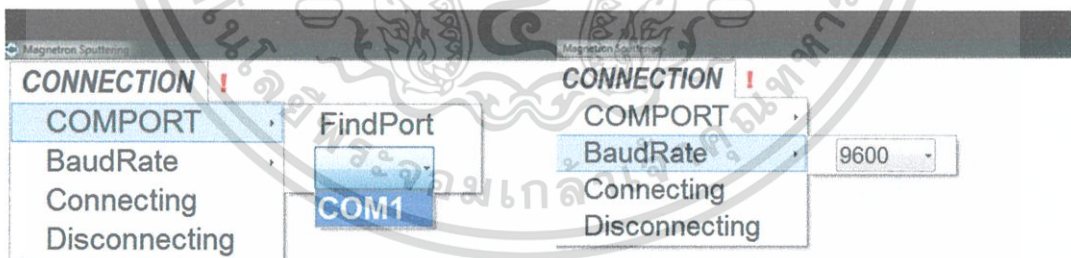 Magnetron Sputtering
CONNECTION !
COMPORT
FindPort
BaudRate
COM1
Connecting
Disconnecting
Magnetron Sputtering
CONNECTION !
COMPORT
BaudRate
9600
Connecting
Disconnecting